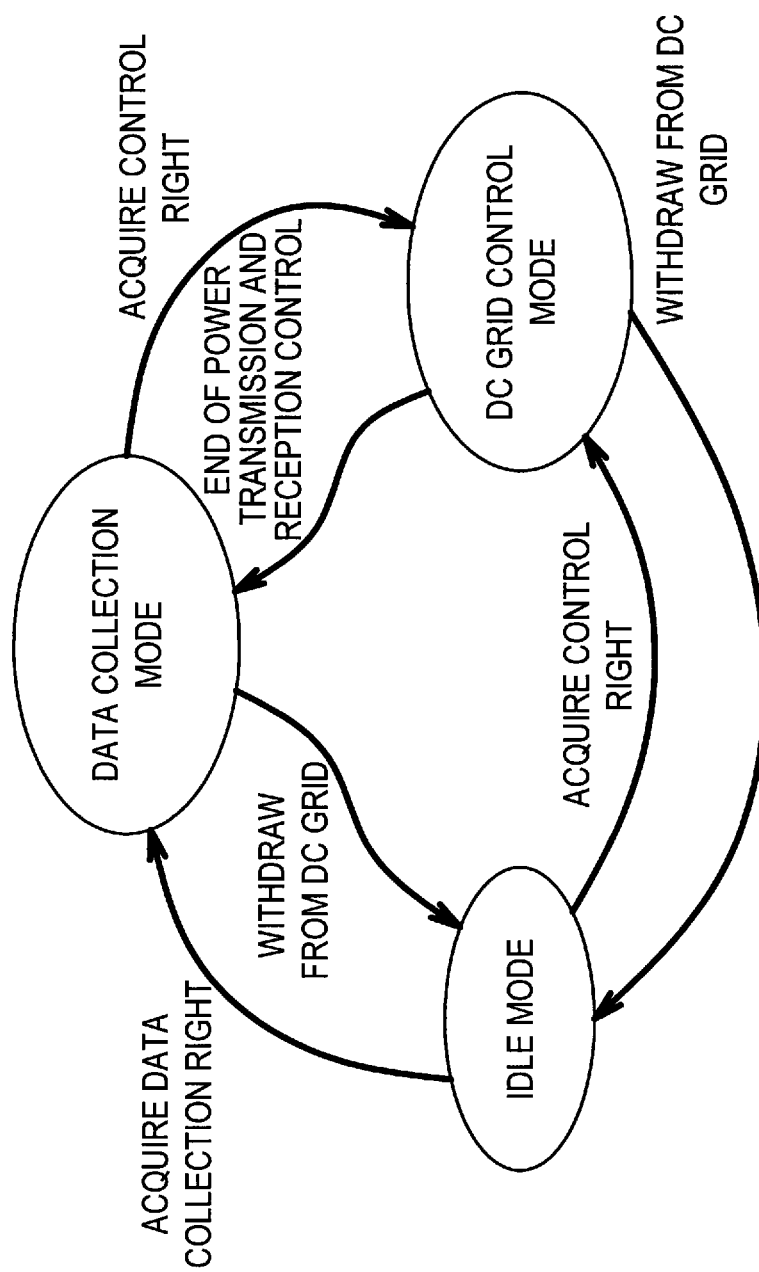 ACQUIRE DATA
COLLECTION RIGHT
DATA COLLECTION
MODE
ACQUIRE CONTROL
RIGHT
WITHDRAW
FROM DC GRID
END OF POWER
TRANSMISSION AND
RECEPTION CONTROL
IDLE MODE
ACQUIRE CONTROL
RIGHT
DC GRID CONTROL
MODE
WITHDRAW FROM DC
GRID